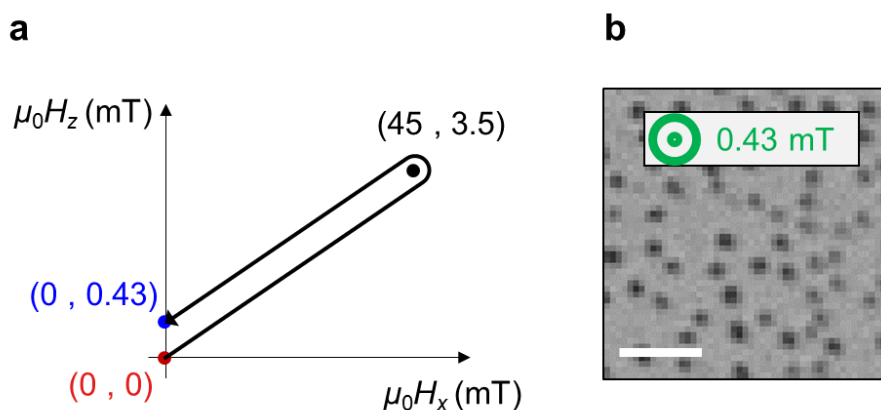 a
b
μ₀Hz (mT)
(45 , 3.5)
0.43 mT
(0 , 0.43)
(0 , 0)
μ₀Hx (mT)